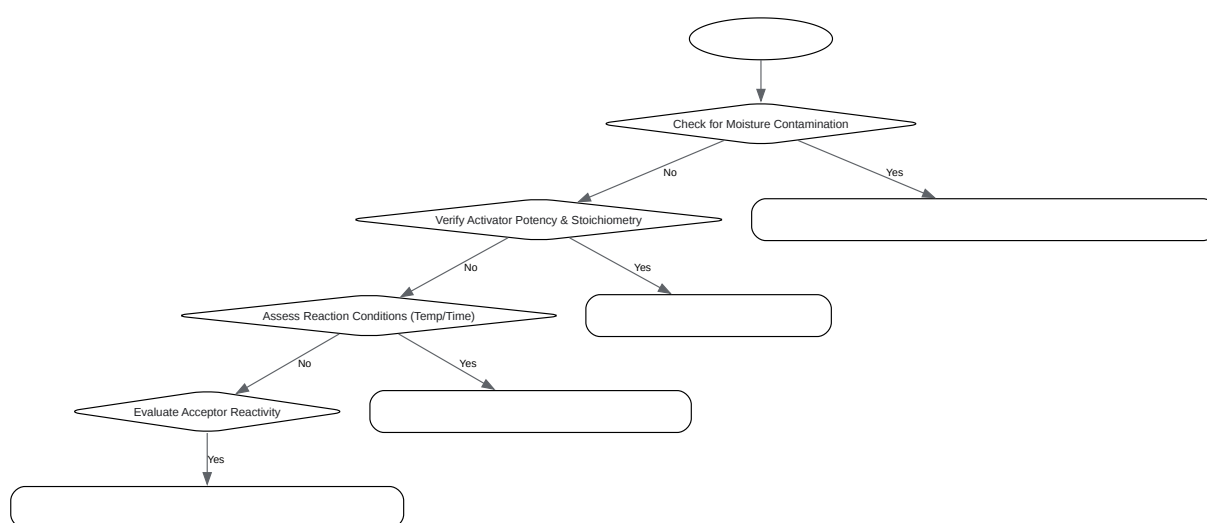 Check for Moisture Contamination
No
Yes
Verify Activator Potency & Stoichiometry
No
Yes
Assess Reaction Conditions (Temp/Time)
No
Yes
Evaluate Acceptor Reactivity
Yes